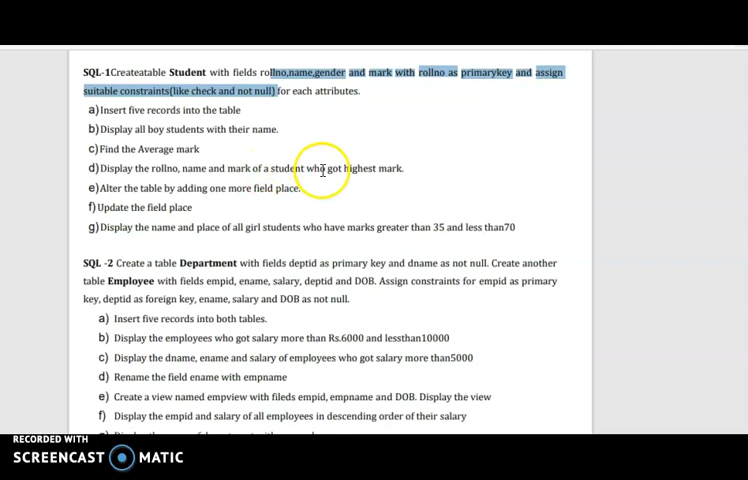 SQL-1Createatable Student with fields rollno,name,gender and mark with rollno as primarykey and assign
suitable constraints(like check and not null) for each attributes.
a)Insert five records into the table
b)Display all boy students with their name.
c)Find the Average mark
d)Display the rollno, name and mark of a student who got highest mark.
e)Alter the table by adding one more field place.
f)Update the field place
g)Display the name and place of all girl students who have marks greater than 35 and less than70
SQL -2 Create a table Department with fields deptid as primary key and dname as not null. Create another
table Employee with fields empid, ename, salary, deptid and DOB. Assign constraints for empid as primary
key, deptid as foreign key, ename, salary and DOB as not null.
a) Insert five records into both tables.
b) Display the employees who got salary more than Rs.6000 and lessthan10000
c) Display the dname, ename and salary of employees who got salary more than5000
d) Rename the field ename with empname
e) Create a view named empview with fileds empid, empname and DOB. Display the view
f) Display the empid and salary of all employees in descending order of their salary
RECORDED WITH
SCREENCAST MATIC